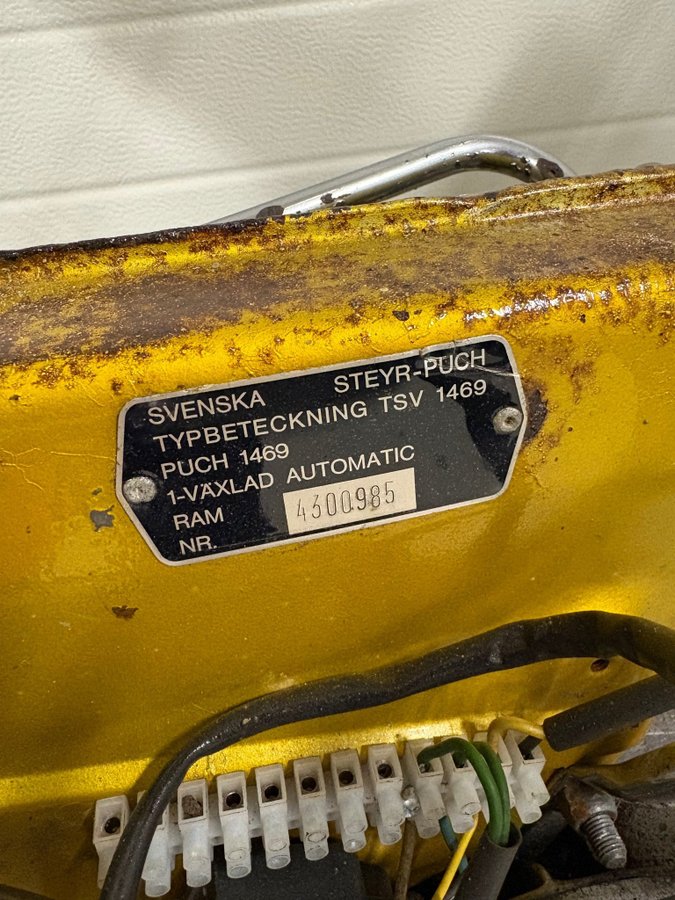 SVENSKA STEYR-PUCH
TYPBETECKNING TSV 1469
PUCH 1469
1-VÄXLAD AUTOMATIC
RAM
NR. 4300985